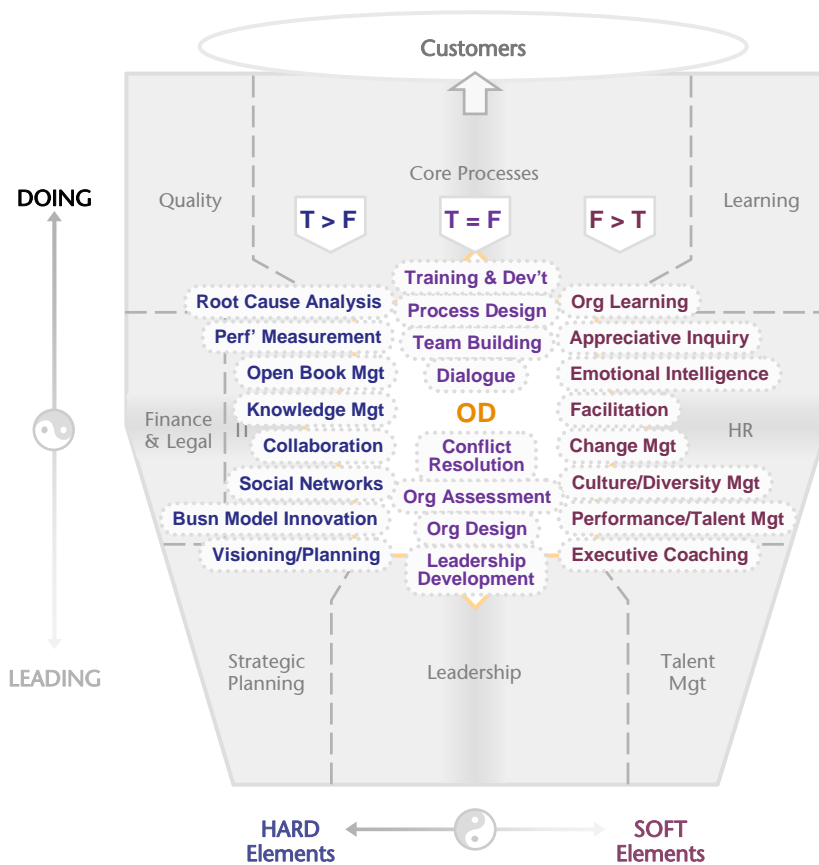 Customers
Core Processes
DOING
Quality
Learning
T > F
T = F
F > T
Root Cause Analysis
Perf’ Measurement
Open Book Mgt
Knowledge Mgt
Collaboration
Social Networks
Busn Model Innovation
Visioning/Planning
Training & Dev’t
Process Design
Team Building
Dialogue
OD
Conflict
Resolution
Org Assessment
Org Design
Leadership
Development
Org Learning
Appreciative Inquiry
Emotional Intelligence
Facilitation
Change Mgt
Culture/Diversity Mgt
Performance/Talent Mgt
Executive Coaching
Finance
& Legal
HR
LEADING
Strategic
Planning
Leadership
Talent
Mgt
HARD
Elements
SOFT
Elements